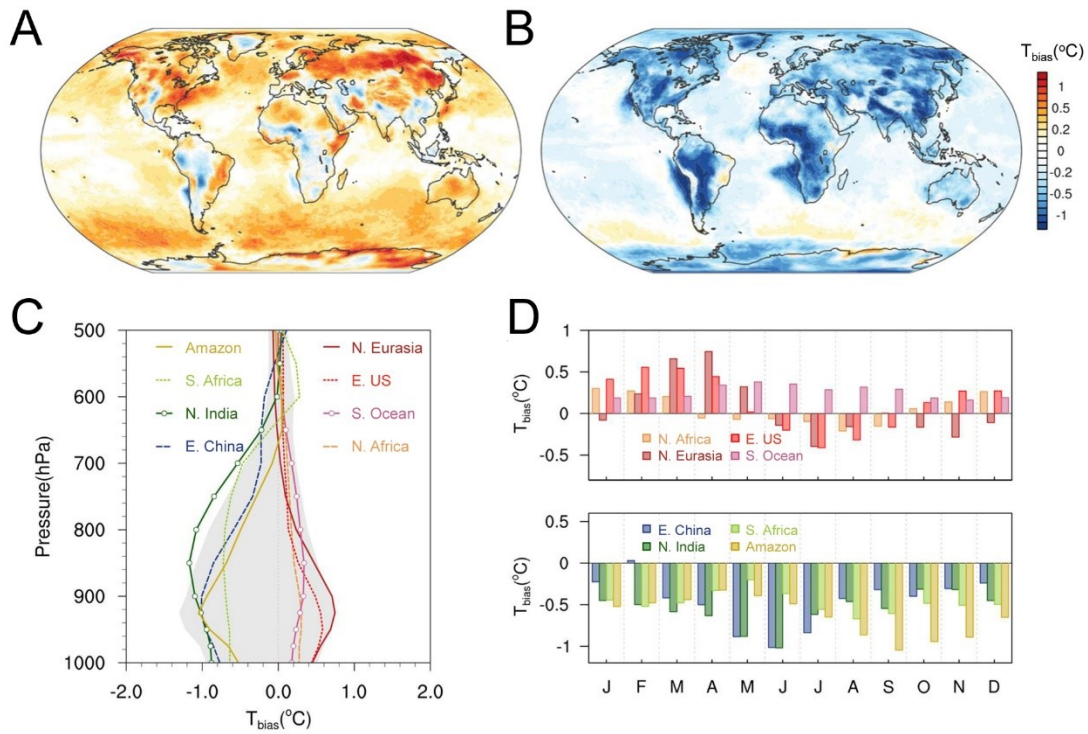 A
B
T_bias(°C)
1
0.6
0.2
0
-0.2
-0.6
-1
C
D
500
600
700
800
900
1000
Pressure(hPa)
Amazon
S. Africa
N. India
E. China
N. Eurasia
E. US
S. Ocean
N. Africa
-2.0 -1.0 0.0 1.0 2.0
T_bias(°C)
1
0.5
0
-0.5
T_bias(°C)
N. Africa E. US
N. Eurasia S. Ocean
0.5
0
-0.5
-1
T_bias(°C)
E. China S. Africa
N. India Amazon
J F M A M J J A S O N D